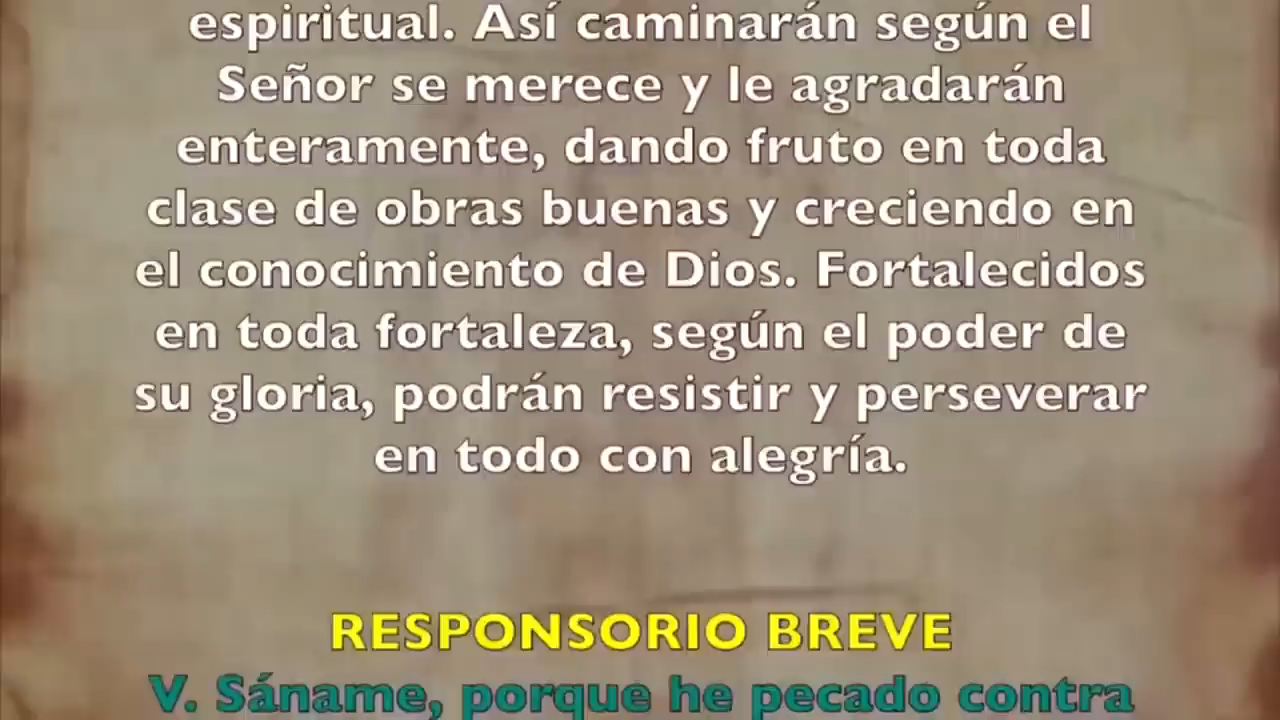 espiritual. Así caminarán según el
Señor se merece y le agradarán
enteramente, dando fruto en toda
clase de obras buenas y creciendo en
el conocimiento de Dios. Fortalecidos
en toda fortaleza, según el poder de
su gloria, podrán resistir y perseverar
en todo con alegría.
RESPONSORIO BREVE
V. Sáname, porque he pecado contra